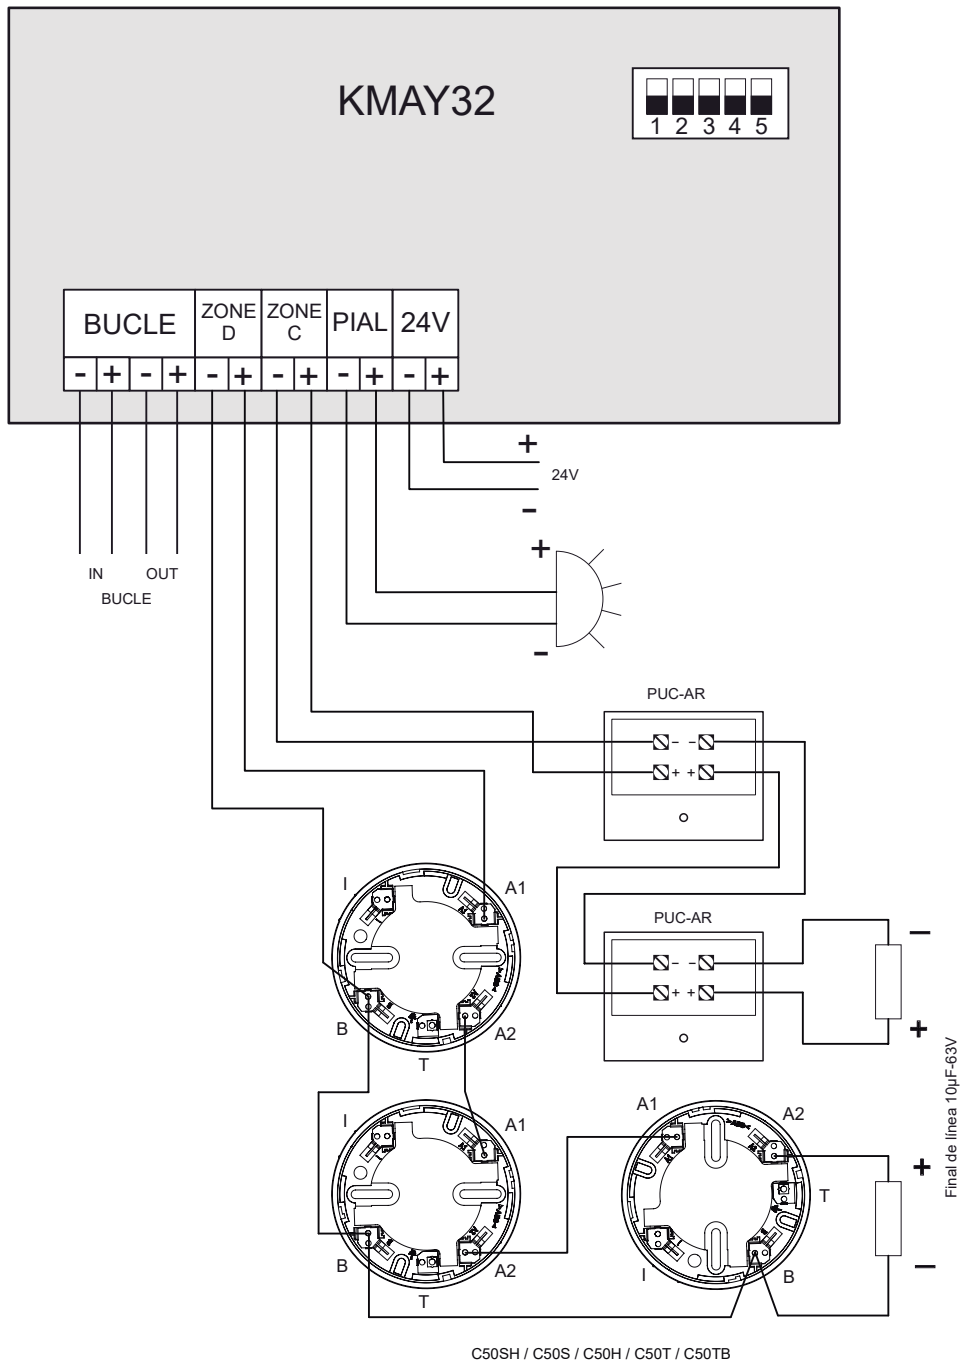 KMAY32
1 2 3 4 5
BUCLE
ZONE D
ZONE C
PIAL
24V
- + - + - + - + - + - +
+
24V
-
IN OUT
BUCLE
+
-
PUC-AR
- -
+ +
PUC-AR
- -
+ +
-
+
I
A1
B
A2
T
I
A1
B
A2
T
A1
A2
T
I
B
+
-
Final de línea 10µF-63V
C50SH / C50S / C50H / C50T / C50TB